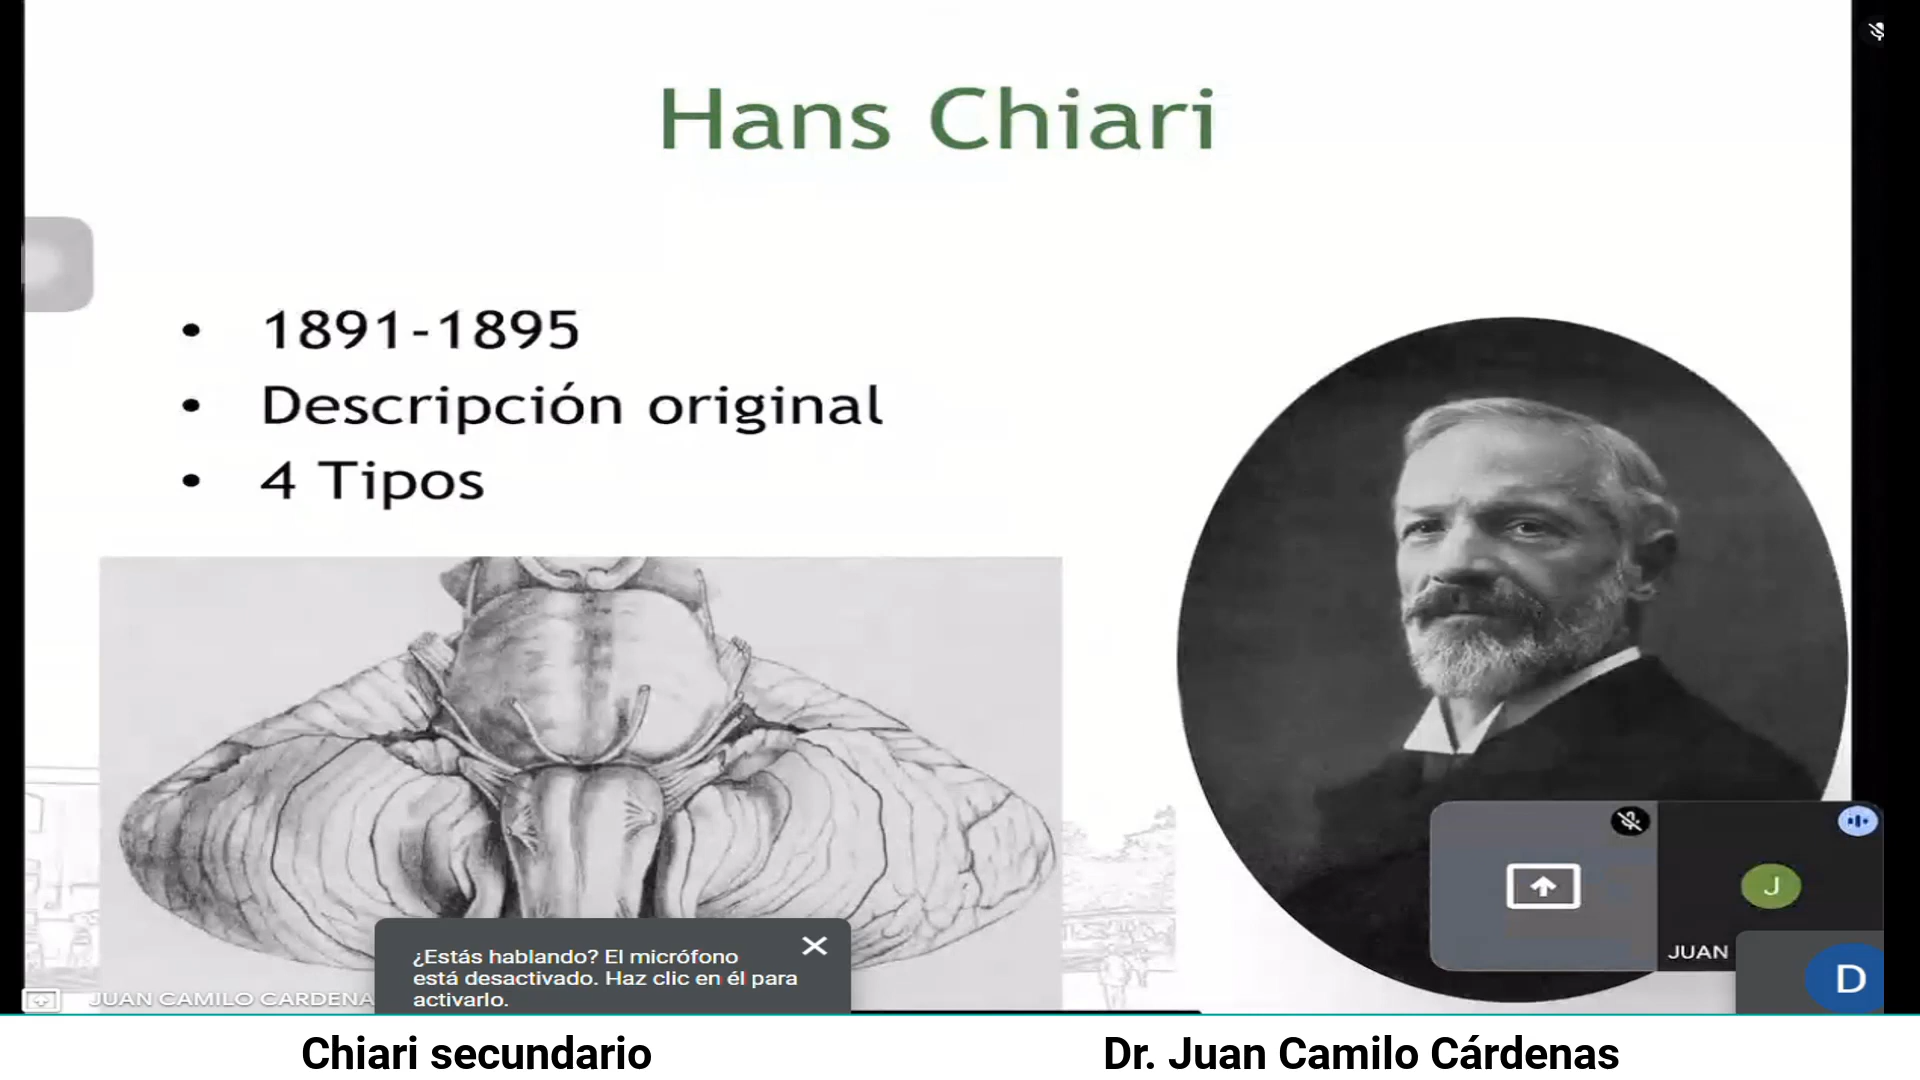 Hans Chiari
• 1891-1895
• Descripción original
• 4 Tipos
J
JUAN
D
¿Estás hablando? El micrófono
está desactivado. Haz clic en él para
activarlo.
JUAN CAMILO CARDENA
Chiari secundario
Dr. Juan Camilo Cárdenas